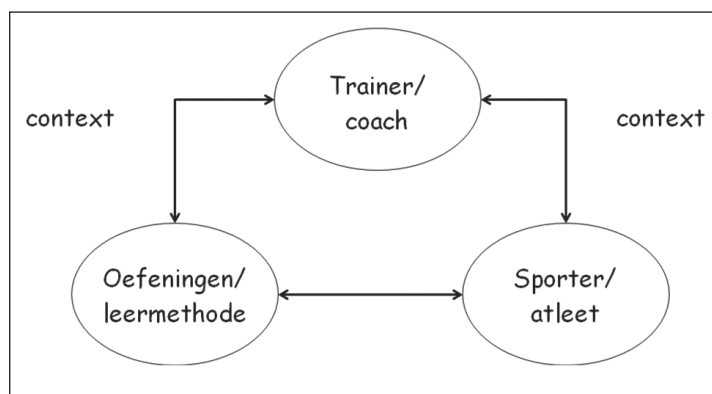 Trainer/
coach
context
context
Oefeningen/
leermethode
Sporter/
atleet